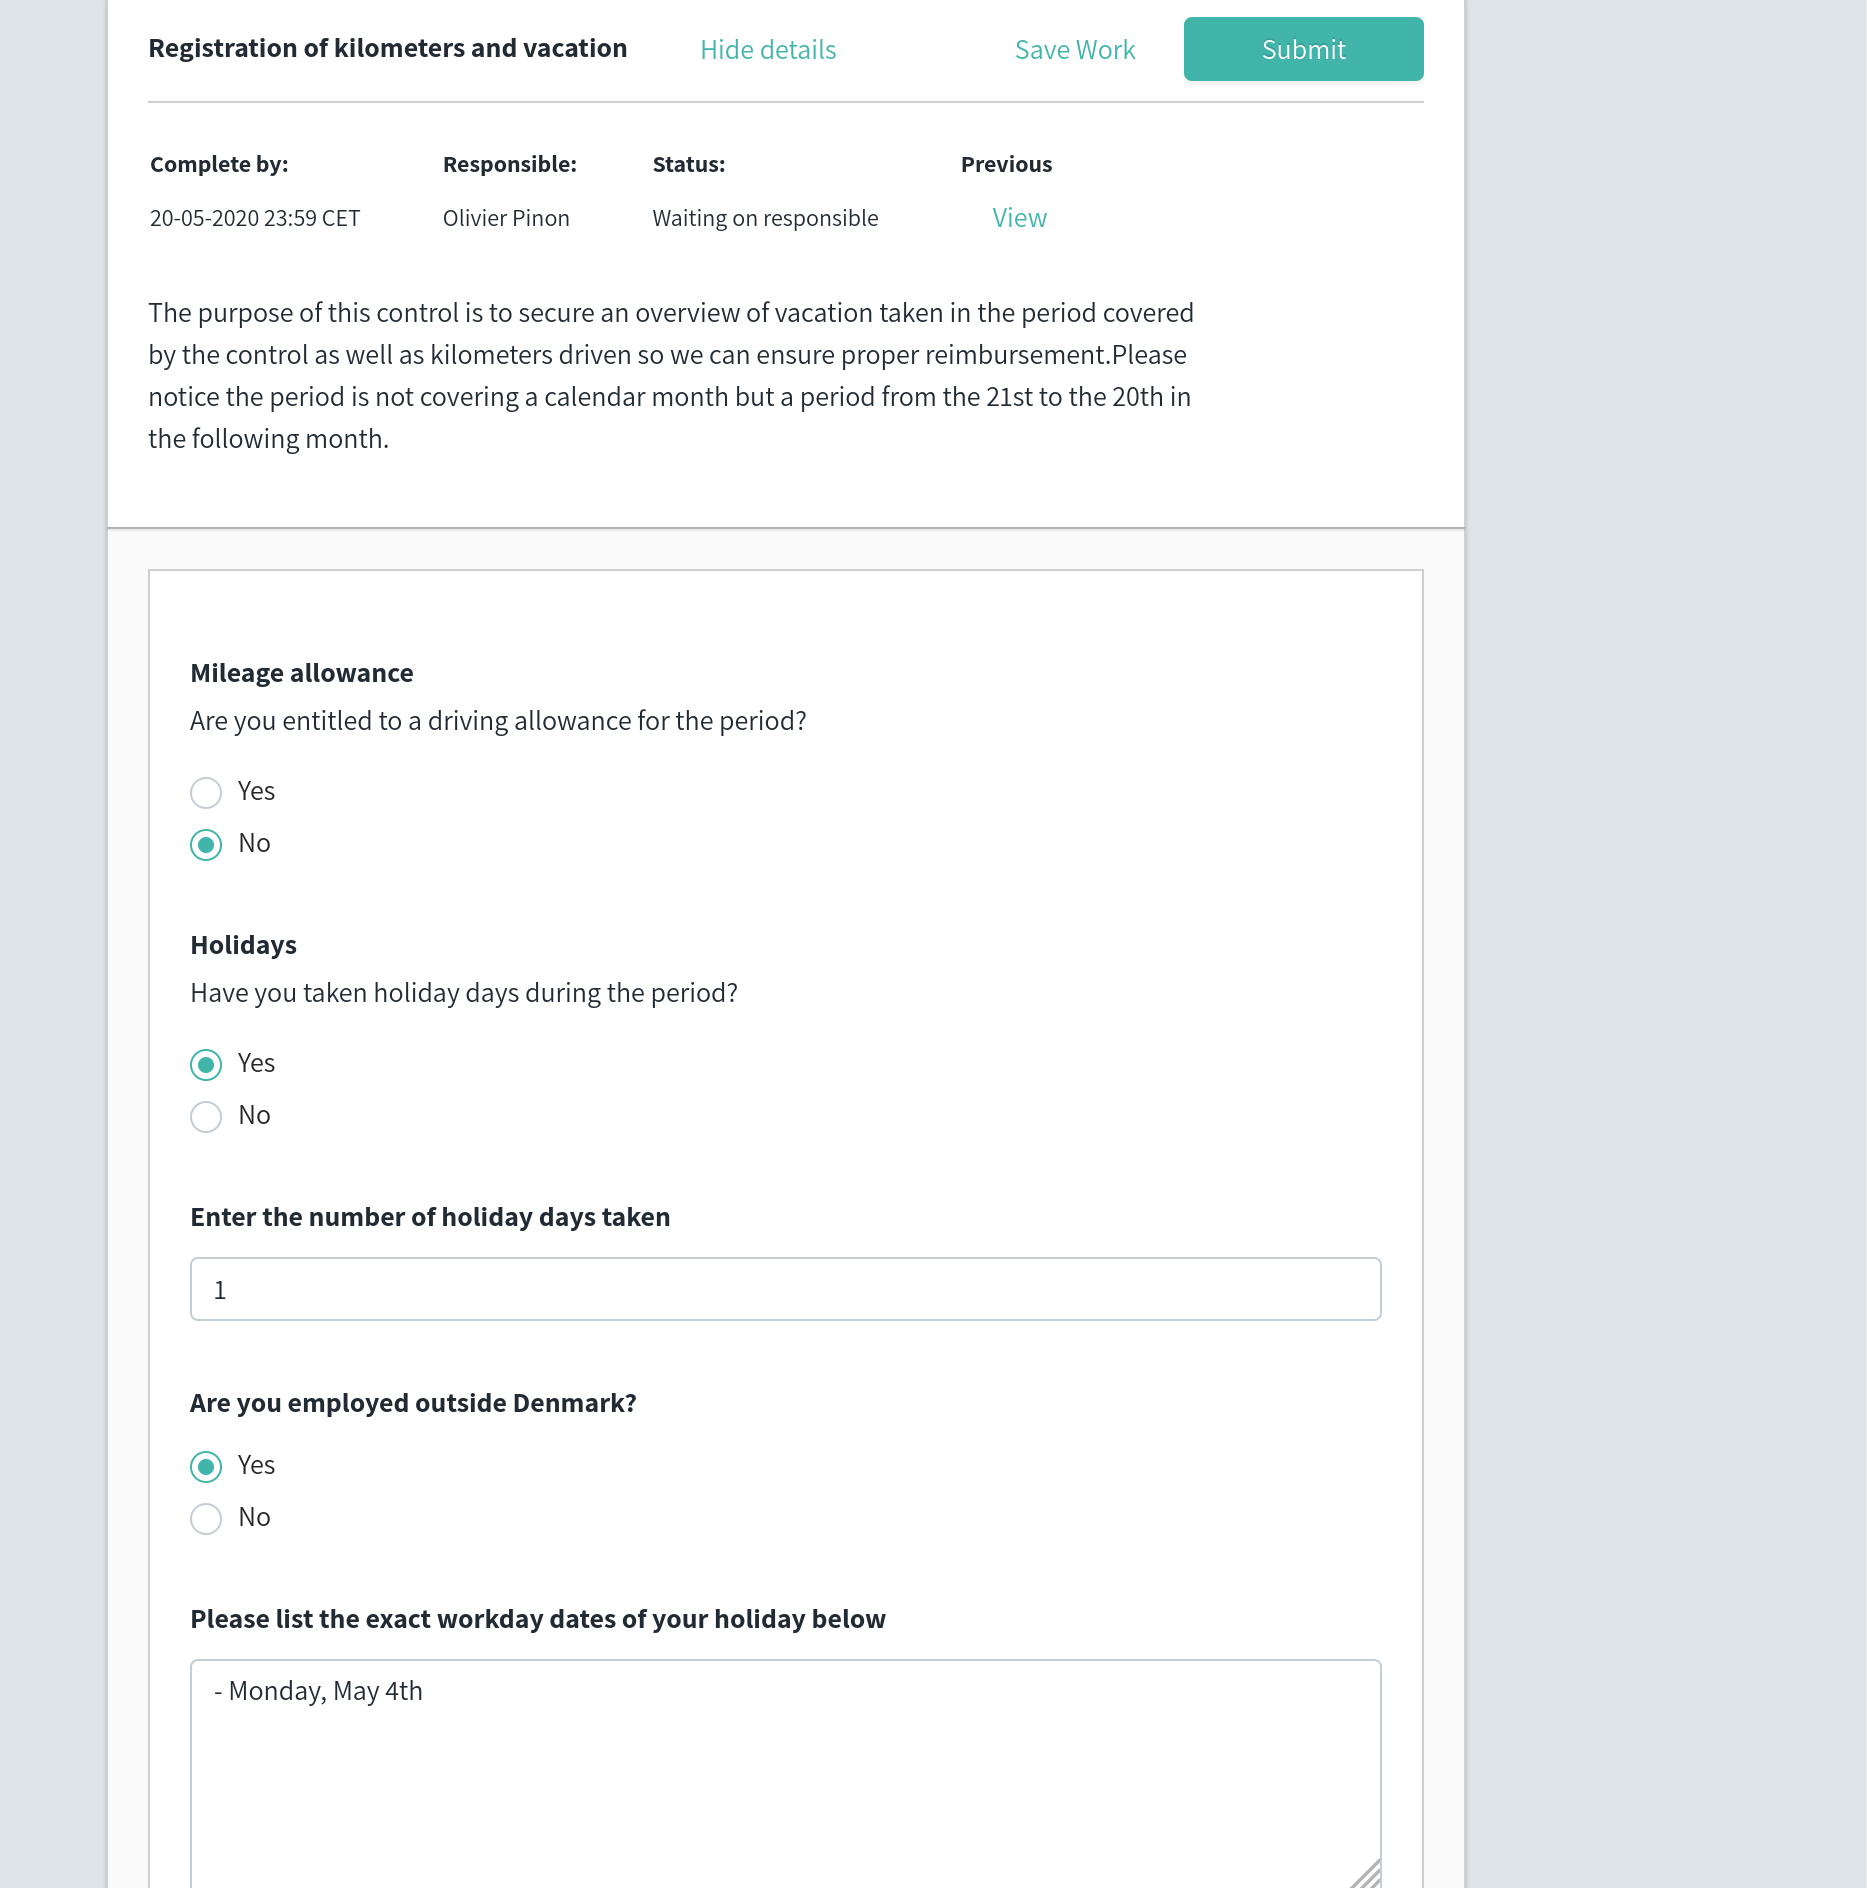 Registration of kilometers and vacation
Hide details
Save Work
Submit
Complete by:
Responsible:
Status:
Previous
20-05-2020 23:59 CET
Olivier Pinon
Waiting on responsible
View
The purpose of this control is to secure an overview of vacation taken in the period covered
by the control as well as kilometers driven so we can ensure proper reimbursement.Please
notice the period is not covering a calendar month but a period from the 21st to the 20th in
the following month.
Mileage allowance
Are you entitled to a driving allowance for the period?
Yes
No
Holidays
Have you taken holiday days during the period?
Yes
No
Enter the number of holiday days taken
1
Are you employed outside Denmark?
Yes
No
Please list the exact workday dates of your holiday below
- Monday, May 4th